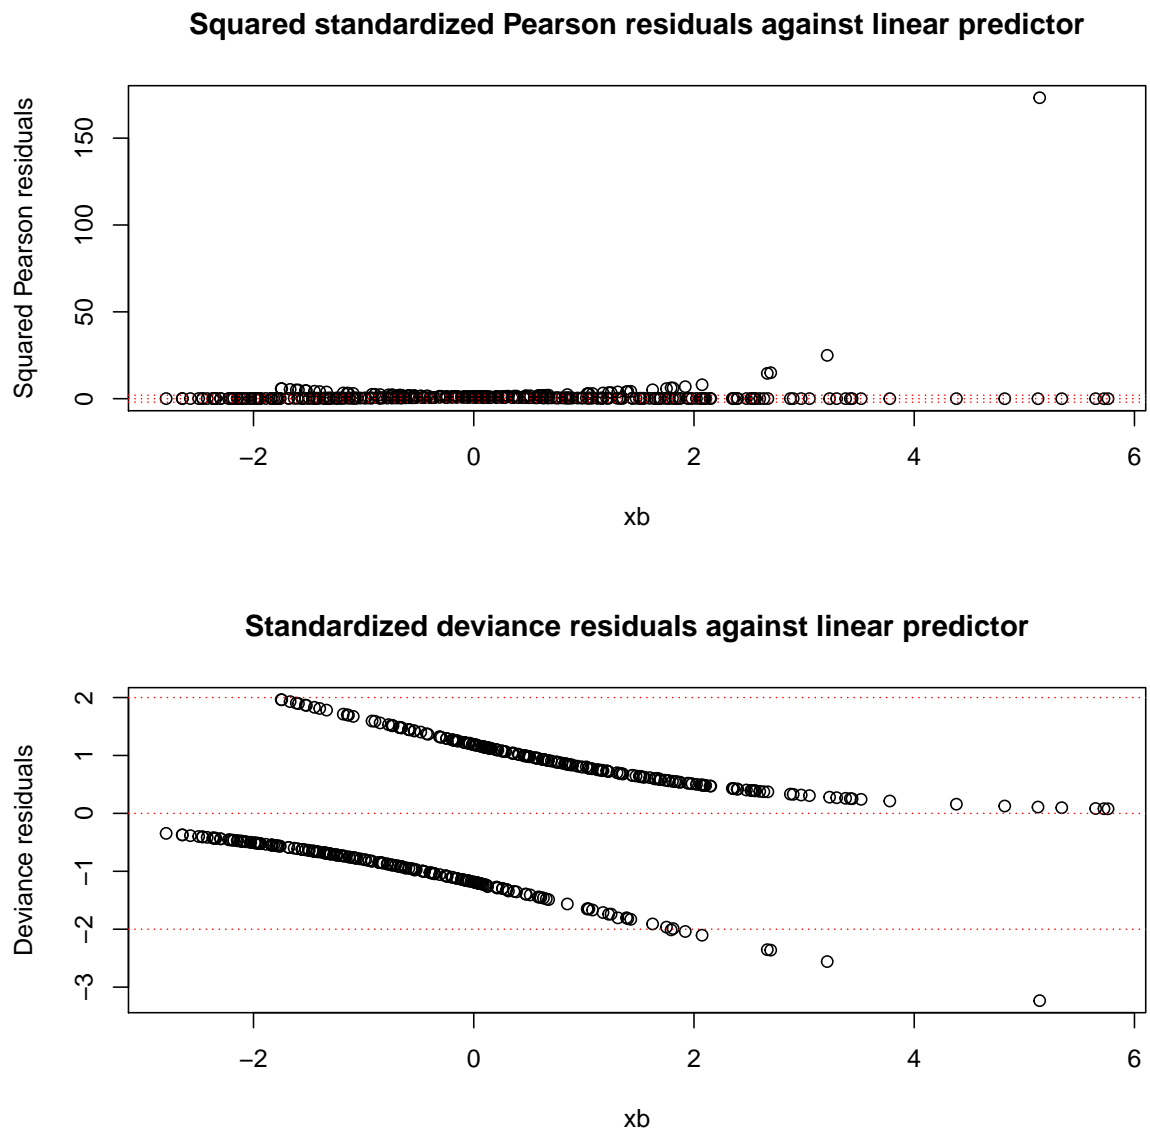 Squared standardized Pearson residuals against linear predictor
Squared Pearson residuals
150
100
50
0
−2 0 2 4 6
xb
Standardized deviance residuals against linear predictor
Deviance residuals
2
1
0
−1
−2
−3
−2 0 2 4 6
xb